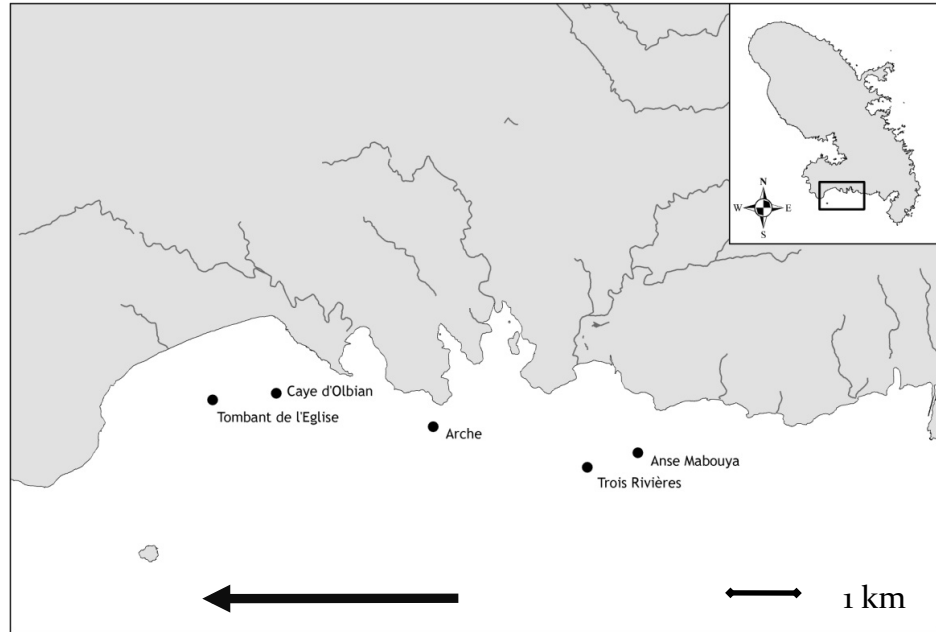 N
W E
S
Caye d'Olbian
Tombant de l'Eglise
Arche
Anse Mabouya
Trois Rivières
1 km